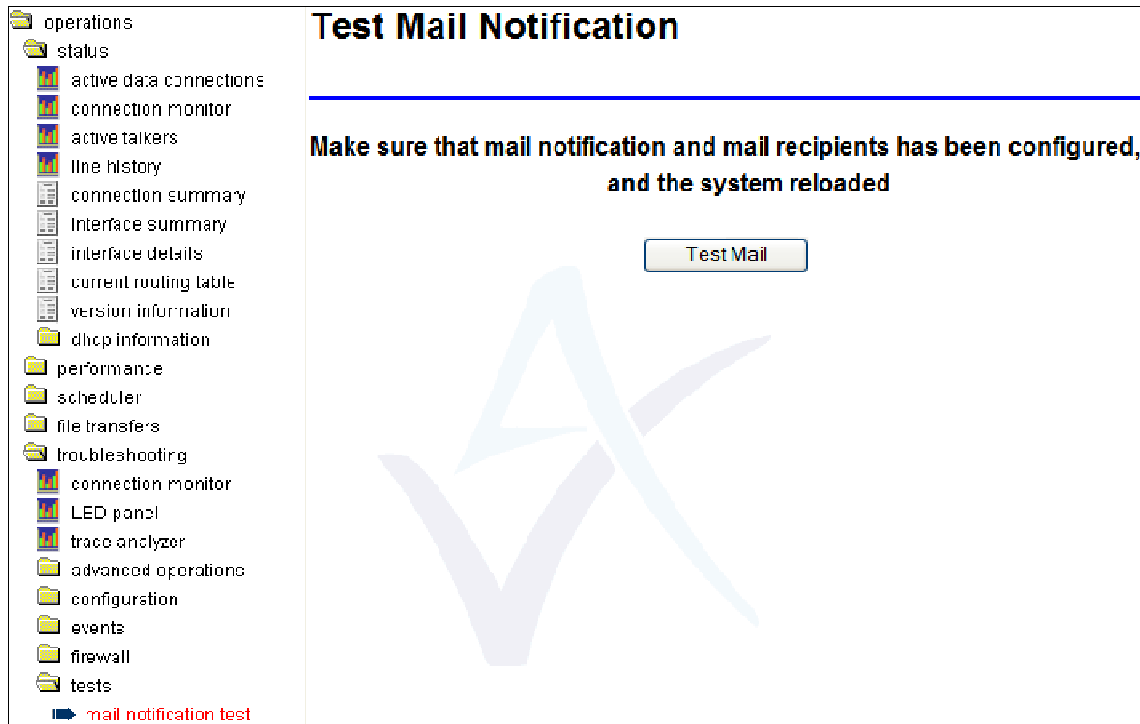 operations
status
active data connections
connection monitor
active talkers
line history
connection summary
interface summary
interface details
current routing table
version information
dhcp information
performance
scheduler
file transfers
troubleshooting
connection monitor
LED panel
trace analyzer
advanced operations
configuration
events
firewall
tests
mail notification test
Test Mail Notification
Make sure that mail notification and mail recipients has been configured,
and the system reloaded
Test Mail